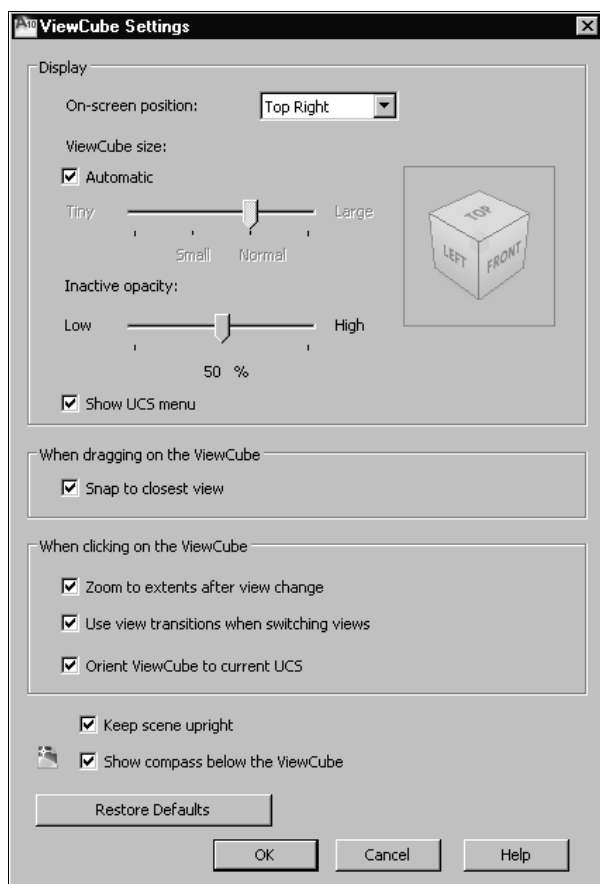 A10 ViewCube Settings
Display
On-screen position: Top Right
ViewCube size:
Automatic
Tiny Large
Small Normal
TOP
LEFT FRONT
Inactive opacity:
Low High
50 %
Show UCS menu
When dragging on the ViewCube
Snap to closest view
When clicking on the ViewCube
Zoom to extents after view change
Use view transitions when switching views
Orient ViewCube to current UCS
Keep scene upright
Show compass below the ViewCube
Restore Defaults
OK Cancel Help